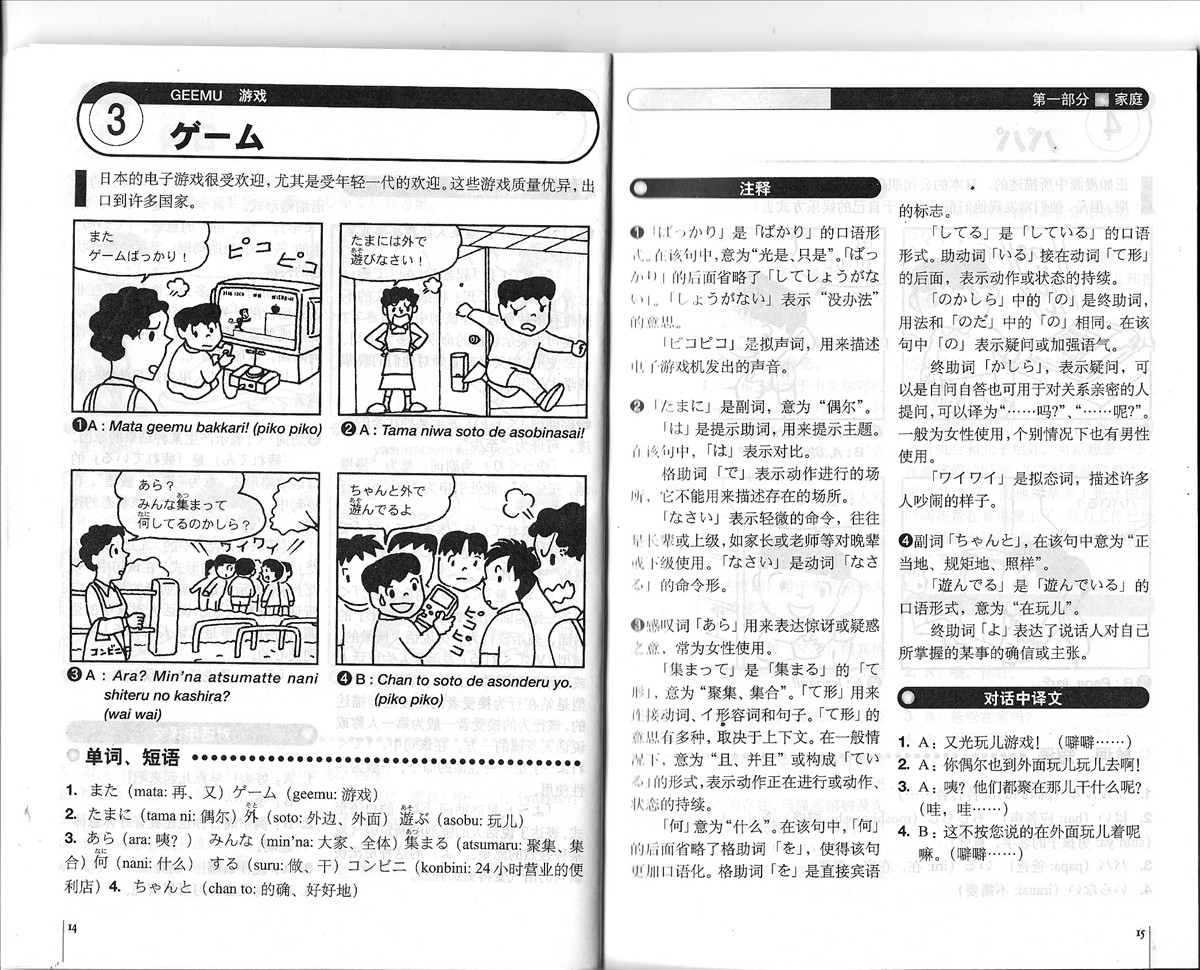 3
GEEMU 游戏
ゲーム
日本的电子游戏很受欢迎,尤其是受年轻一代的欢迎。这些游戏质量优异,出
口到许多国家。
また
ゲームばっかり!
ピコ
ピコ
❶A : Mata geemu bakkari! (piko piko)
たまには外で
遊びなさい!
あそ
❷ A : Tama niwa soto de asobinasai!
あら?
みんな集まって
あつ
何してるのかしら?
なに
ワイワイ
コンビニ
❸ A : Ara? Min'na atsumatte nani
shiteru no kashira?
(wai wai)
ちゃんと外で
遊んでるよ
あそ
ピコピコ
❹ B : Chan to soto de asonderu yo.
(piko piko)
单词、短语
1. また(mata: 再、又)ゲーム(geemu: 游戏)
2. たまに(tama ni: 偶尔)外(soto: 外边、外面)遊ぶ(asobu: 玩儿)
そと あそ
3. あら(ara: 咦?) みんな(min'na: 大家、全体)集まる(atsumaru: 聚集、集
あつ
合)何(nani: 什么) する(suru: 做、干)コンビニ(konbini: 24小时营业的便
なに
利店) 4. ちゃんと(chan to: 的确、好好地)
14
第一部分 家庭
注释
❶「ばっかり」是「ばかり」的口语形
式。在该句中,意为“光是、只是”。「ばっ
かり」的后面省略了「してしょうがな
い」。「しょうがない」表示“没办法”
的意思。
「ピコピコ」是拟声词,用来描述
电子游戏机发出的声音。
❷「たまに」是副词,意为“偶尔”。
「は」是提示助词,用来提示主题。
在该句中,「は」表示对比。
格助词「で」表示动作进行的场
所,它不能用来描述存在的场所。
「なさい」表示轻微的命令,往往
是长辈或上级,如家长或老师等对晚辈
或下级使用。「なさい」是动词「なさ
る」的命令形。
❸感叹词「あら」用来表达惊讶或疑惑
之意,常为女性使用。
「集まって」是「集まる」的「て
形」,意为“聚集、集合”。「て形」用来
连接动词、イ形容词和句子。「て形」的
意思有多种,取决于上下文。在一般情
况下,意为“且、并且”或构成「てい
る」的形式,表示动作正在进行或动作、
状态的持续。
「何」意为“什么”。在该句中,「何」
的后面省略了格助词「を」,使得该句
更加口语化。格助词「を」是直接宾语
的标志。
「してる」是「している」的口语
形式。助动词「いる」接在动词「て形」
的后面,表示动作或状态的持续。
「のかしら」中的「の」是终助词,
用法和「のだ」中的「の」相同。在该
句中「の」表示疑问或加强语气。
终助词「かしら」,表示疑问,可
以是自问自答也可用于对关系亲密的人
提问,可以译为“……吗?”、“……呢?”。
一般为女性使用,个别情况下也有男性
使用。
「ワイワイ」是拟态词,描述许多
人吵闹的样子。
❹副词「ちゃんと」,在该句中意为“正
当地、规矩地、照样”。
「遊んでる」是「遊んでいる」的
口语形式,意为“在玩儿”。
终助词「よ」表达了说话人对自己
所掌握的某事的确信或主张。
对话中译文
1. A:又光玩儿游戏!(噼噼……)
2. A:你偶尔也到外面玩儿玩儿去啊!
3. A:咦?他们都聚在那儿干什么呢?
(哇,哇……)
4. B:这不按您说的在外面玩儿着呢
嘛。(噼噼……)
15